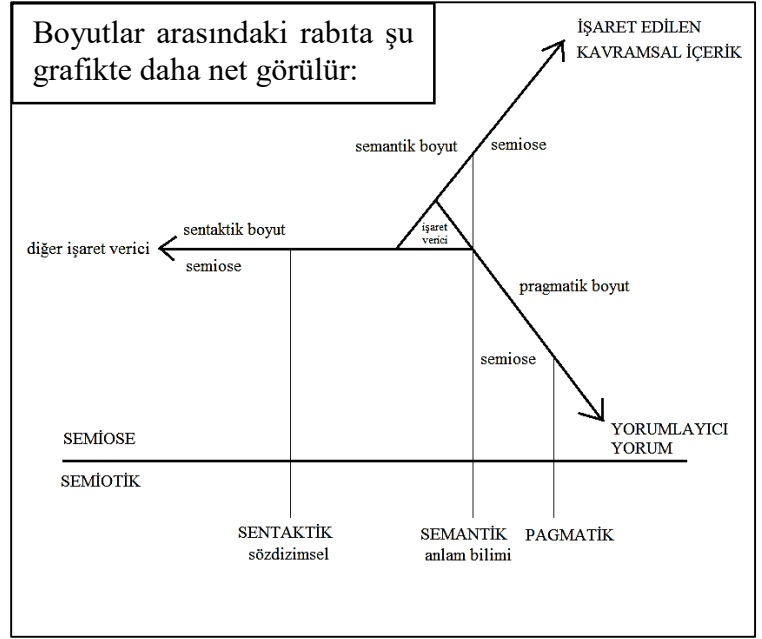 Boyutlar arasındaki rabıta şu
grafikte daha net görülür:
İŞARET EDİLEN
KAVRAMSAL İÇERİK
semantik boyut
semiose
işaret
verici
sentaktik boyut
diğer işaret verici
semiose
pragmatik boyut
semiose
YORUMLAYICI
YORUM
SEMİOSE
SEMİOTİK
SENTAKTİK
sözdizimsel
SEMANTİK
anlam bilimi
PAGMATİK